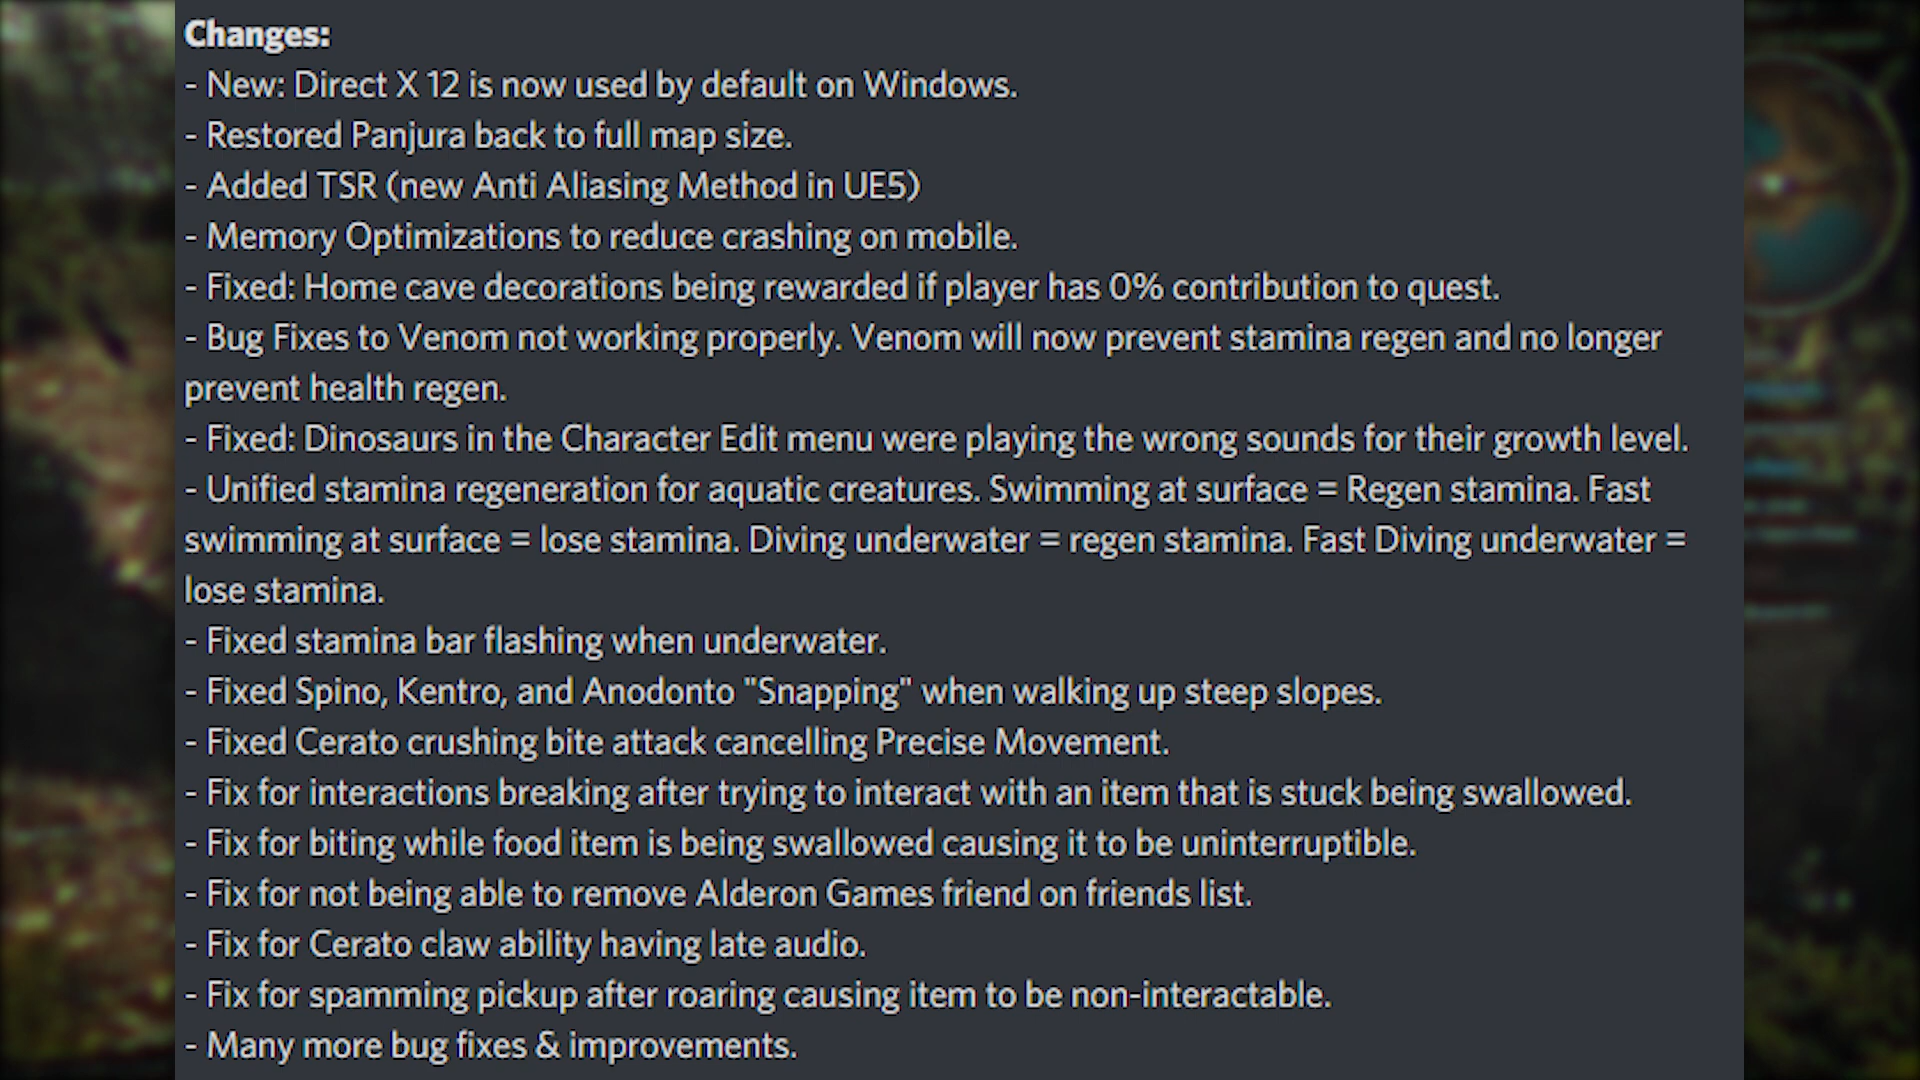 Changes:
- New: Direct X 12 is now used by default on Windows.
- Restored Panjura back to full map size.
- Added TSR (new Anti Aliasing Method in UE5)
- Memory Optimizations to reduce crashing on mobile.
- Fixed: Home cave decorations being rewarded if player has 0% contribution to quest.
- Bug Fixes to Venom not working properly. Venom will now prevent stamina regen and no longer
prevent health regen.
- Fixed: Dinosaurs in the Character Edit menu were playing the wrong sounds for their growth level.
- Unified stamina regeneration for aquatic creatures. Swimming at surface = Regen stamina. Fast
swimming at surface = lose stamina. Diving underwater = regen stamina. Fast Diving underwater =
lose stamina.
- Fixed stamina bar flashing when underwater.
- Fixed Spino, Kentro, and Anodonto "Snapping" when walking up steep slopes.
- Fixed Cerato crushing bite attack cancelling Precise Movement.
- Fix for interactions breaking after trying to interact with an item that is stuck being swallowed.
- Fix for biting while food item is being swallowed causing it to be uninterruptible.
- Fix for not being able to remove Alderon Games friend on friends list.
- Fix for Cerato claw ability having late audio.
- Fix for spamming pickup after roaring causing item to be non-interactable.
- Many more bug fixes & improvements.